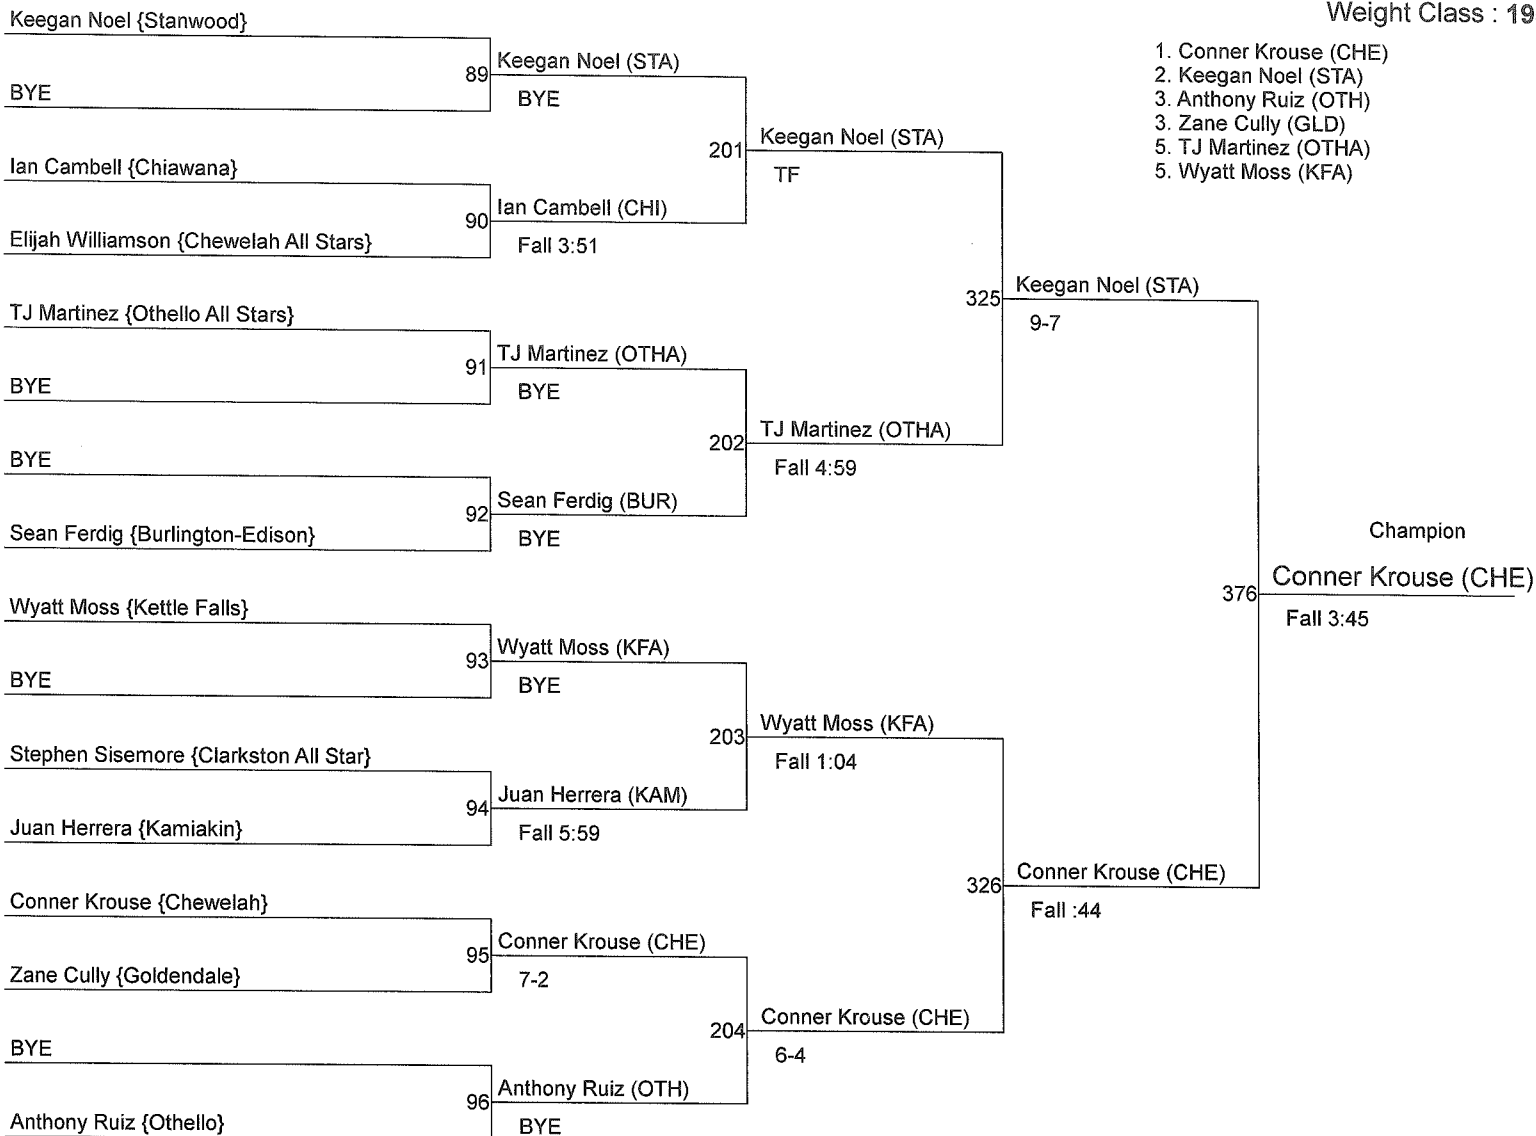 Weight Class : 19
1. Conner Krouse (CHE)
2. Keegan Noel (STA)
3. Anthony Ruiz (OTH)
3. Zane Cully (GLD)
5. TJ Martinez (OTHA)
5. Wyatt Moss (KFA)
Keegan Noel {Stanwood}
BYE
Ian Cambell {Chiawana}
Elijah Williamson {Chewelah All Stars}
TJ Martinez {Othello All Stars}
BYE
BYE
Sean Ferdig {Burlington-Edison}
Wyatt Moss {Kettle Falls}
BYE
Stephen Sisemore {Clarkston All Star}
Juan Herrera {Kamiakin}
Conner Krouse {Chewelah}
Zane Cully {Goldendale}
BYE
Anthony Ruiz {Othello}
89 Keegan Noel (STA)
BYE
90 Ian Cambell (CHI)
Fall 3:51
91 TJ Martinez (OTHA)
BYE
92 Sean Ferdig (BUR)
BYE
93 Wyatt Moss (KFA)
BYE
94 Juan Herrera (KAM)
Fall 5:59
95 Conner Krouse (CHE)
7-2
96 Anthony Ruiz (OTH)
BYE
201 Keegan Noel (STA)
TF
202 TJ Martinez (OTHA)
Fall 4:59
203 Wyatt Moss (KFA)
Fall 1:04
204 Conner Krouse (CHE)
6-4
325 Keegan Noel (STA)
9-7
326 Conner Krouse (CHE)
Fall :44
Champion
376 Conner Krouse (CHE)
Fall 3:45